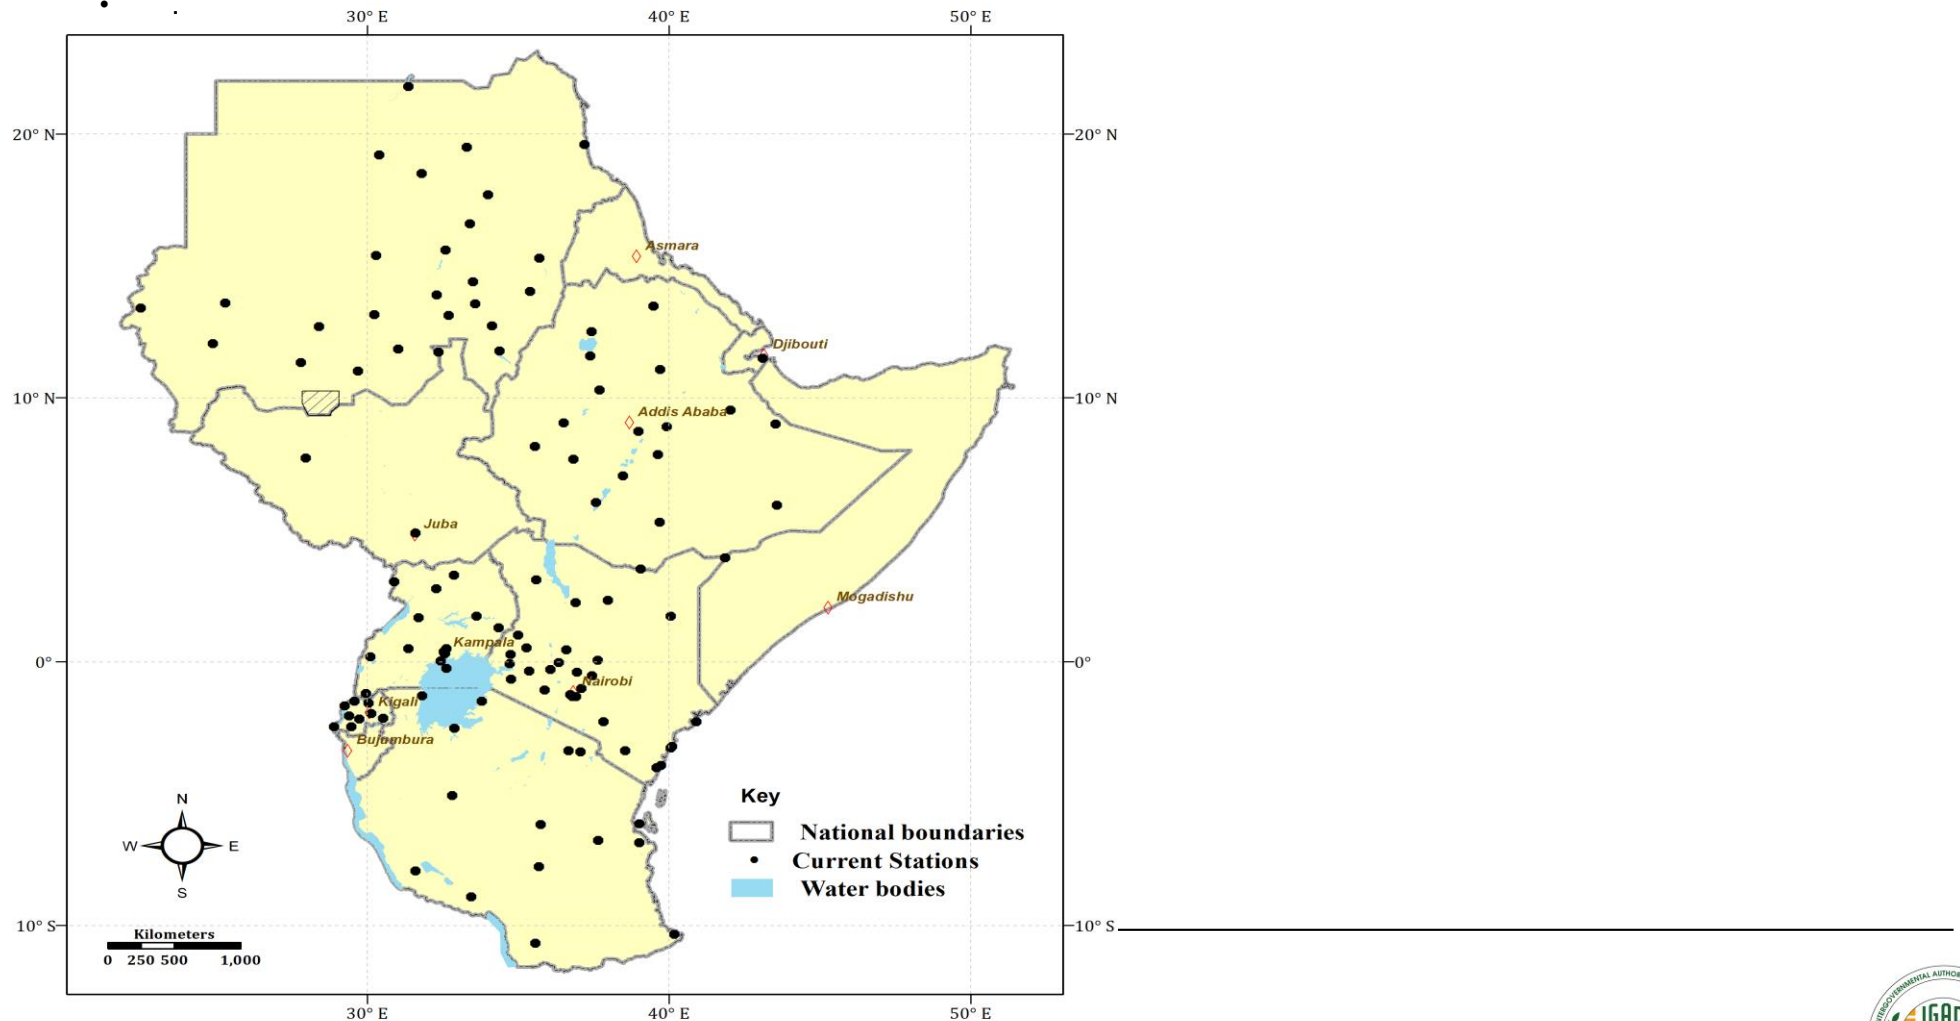 30° E 40° E 50° E
20° N 20° N
Asmara
Djibouti
10° N 10° N
Addis Ababa
Juba
Mogadishu
Kampala
0° 0°
Nairobi
Kigali
Bujumbura
Key
National boundaries
Current Stations
Water bodies
N
W E
S
10° S 10° S
Kilometers
0 250 500 1,000
30° E 40° E 50° E
IGAD